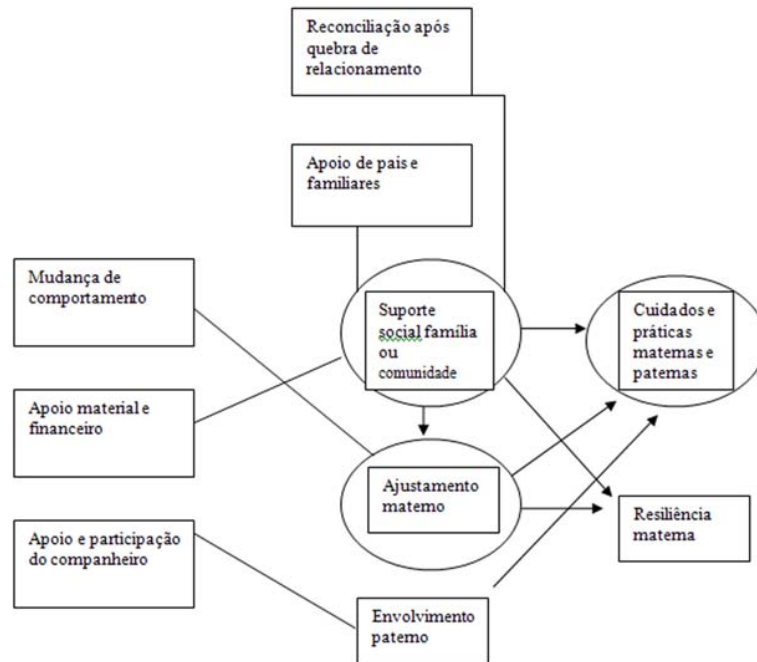 Reconciliação após
quebra de
relacionamento
Apoio de pais e
familiares
Mudança de
comportamento
Suporte
social família
ou
comunidade
Cuidados e
práticas
maternas e
paternas
Apoio material e
financeiro
Ajustamento
materno
Resiliência
materna
Apoio e participação
do companheiro
Envolvimento
paterno